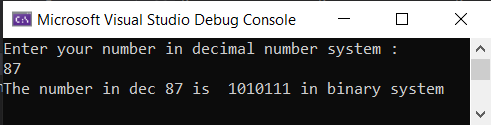 Microsoft Visual Studio Debug Console
Enter your number in decimal number system :
87
The number in dec 87 is  1010111 in binary system